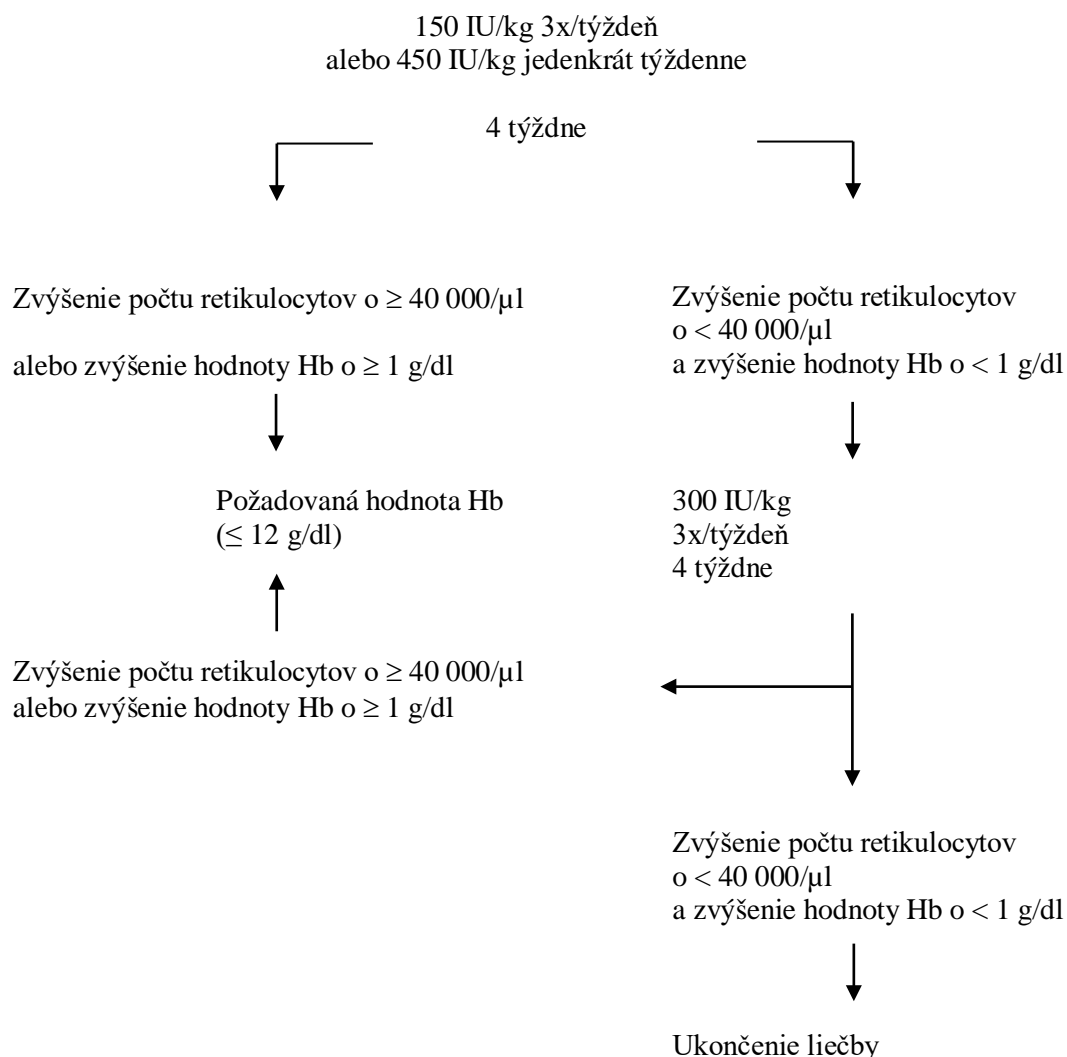 150 IU/kg 3x/týždeň
alebo 450 IU/kg jedenkrát týždenne
4 týždne
Zvýšenie počtu retikulocytov o ≥ 40 000/µl
alebo zvýšenie hodnoty Hb o ≥ 1 g/dl
Zvýšenie počtu retikulocytov
o < 40 000/µl
a zvýšenie hodnoty Hb o < 1 g/dl
Požadovaná hodnota Hb
(≤ 12 g/dl)
300 IU/kg
3x/týždeň
4 týždne
Zvýšenie počtu retikulocytov o ≥ 40 000/µl
alebo zvýšenie hodnoty Hb o ≥ 1 g/dl
Zvýšenie počtu retikulocytov
o < 40 000/µl
a zvýšenie hodnoty Hb o < 1 g/dl
Ukončenie liečby